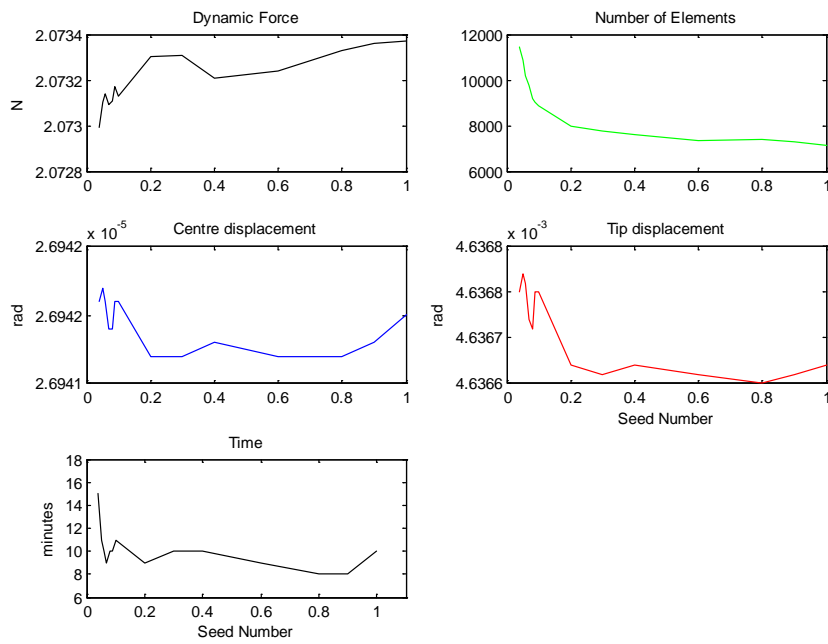 Dynamic Force
2.0734
2.0732
2.073
2.0728
N
0 0.2 0.4 0.6 0.8 1
Number of Elements
12000
10000
8000
6000
0 0.2 0.4 0.6 0.8 1
Centre displacement
x 10-5
2.6942
2.6942
2.6941
rad
0 0.2 0.4 0.6 0.8 1
Tip displacement
x 10-3
4.6368
4.6368
4.6367
4.6366
rad
0 0.2 0.4 0.6 0.8 1
Seed Number
Time
18
16
14
12
10
8
6
minutes
0 0.2 0.4 0.6 0.8 1
Seed Number